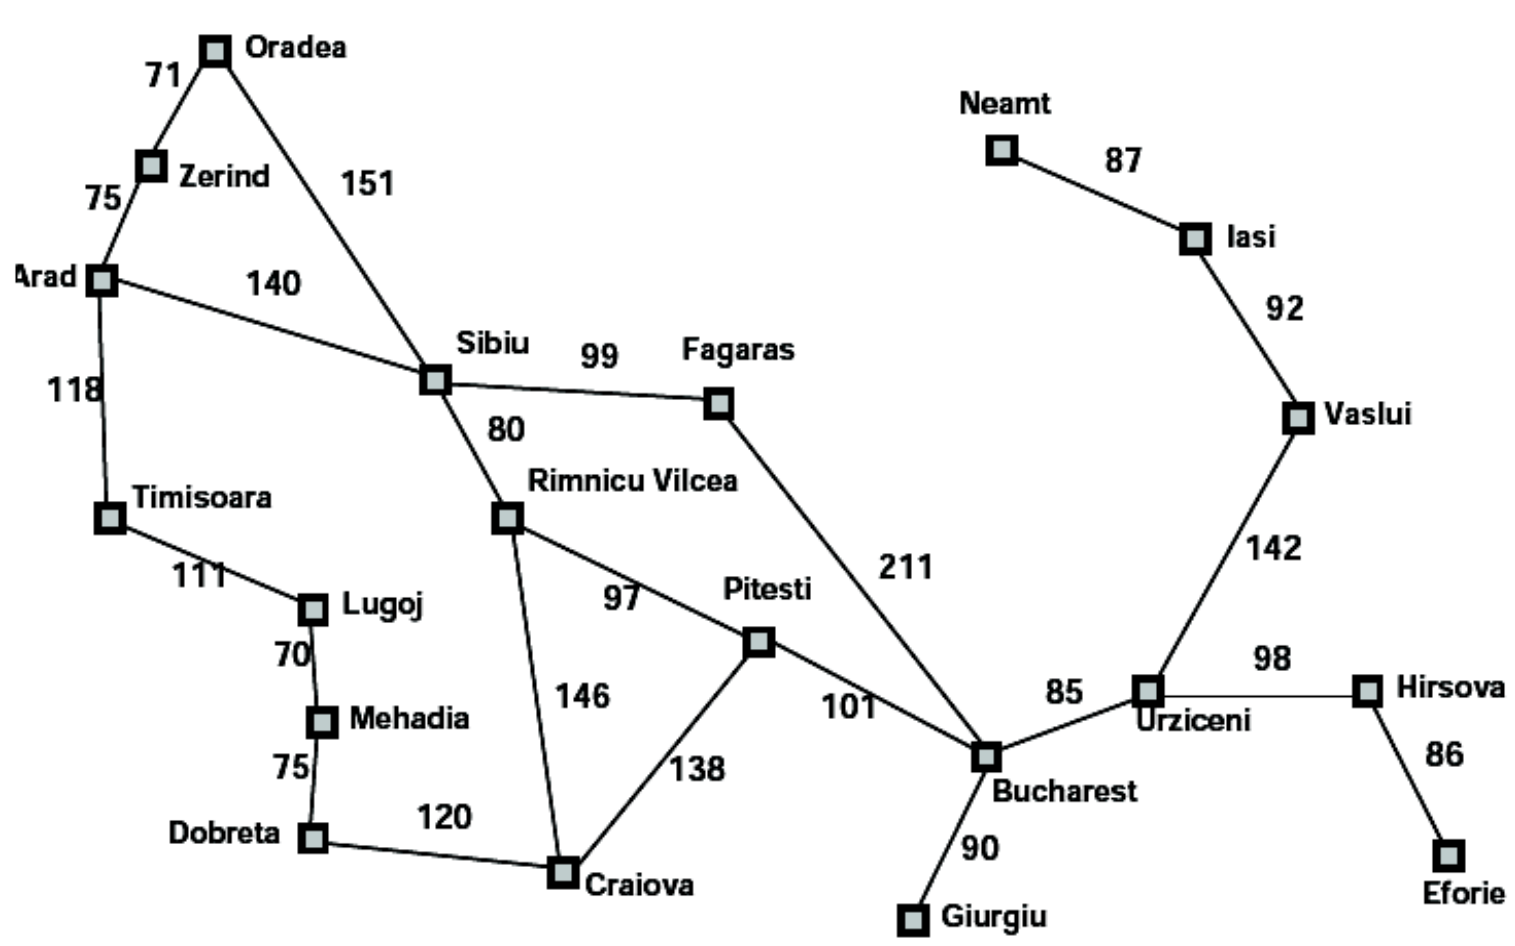 Oradea
71
Neamt
87
Zerind
151
75
Iasi
Arad
140
92
Sibiu
99
Fagaras
118
80
Vaslui
Rimnicu Vilcea
Timisoara
142
111
211
97
Pitesti
Lugoj
70
98
Hirsova
146
85
101
Urziceni
Mehadia
75
138
86
Bucharest
120
Dobreta
90
Craiova
Eforie
Giurgiu